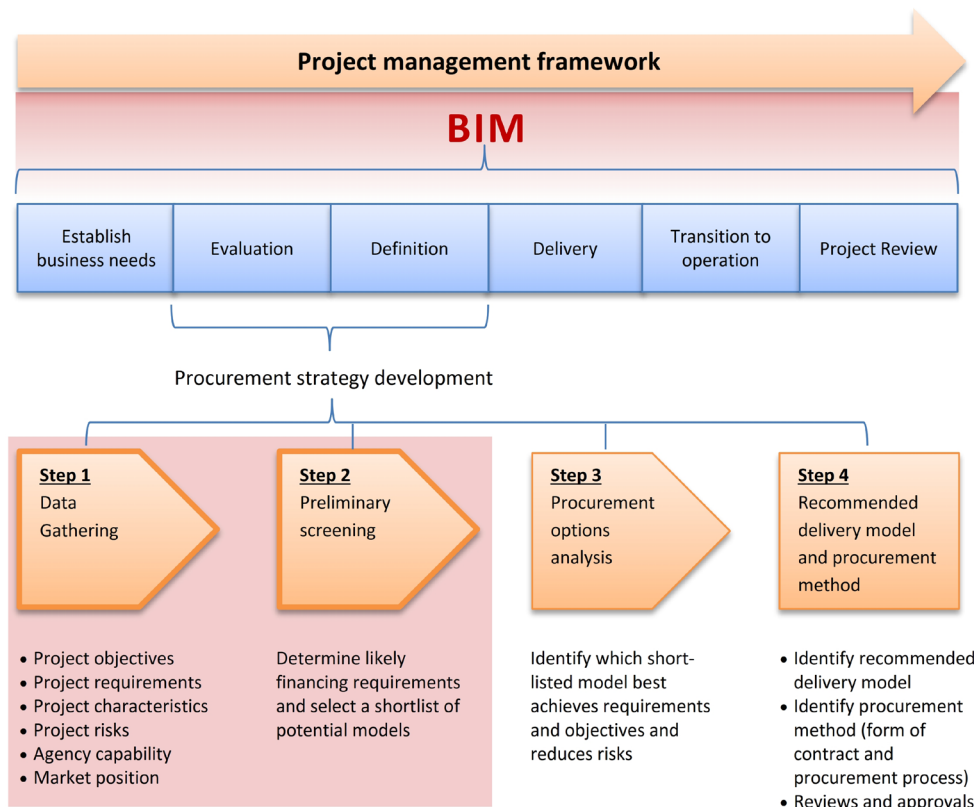 Project management framework
BIM
Establish
business needs
Evaluation
Definition
Delivery
Transition to
operation
Project Review
Procurement strategy development
Step 1
Data
Gathering
Step 2
Preliminary
screening
Step 3
Procurement
options
analysis
Step 4
Recommended
delivery model
and procurement
method
• Project objectives
• Project requirements
• Project characteristics
• Project risks
• Agency capability
• Market position
Determine likely
financing requirements
and select a shortlist of
potential models
Identify which short-
listed model best
achieves requirements
and objectives and
reduces risks
• Identify recommended
delivery model
• Identify procurement
method (form of
contract and
procurement process)
• Reviews and approvals